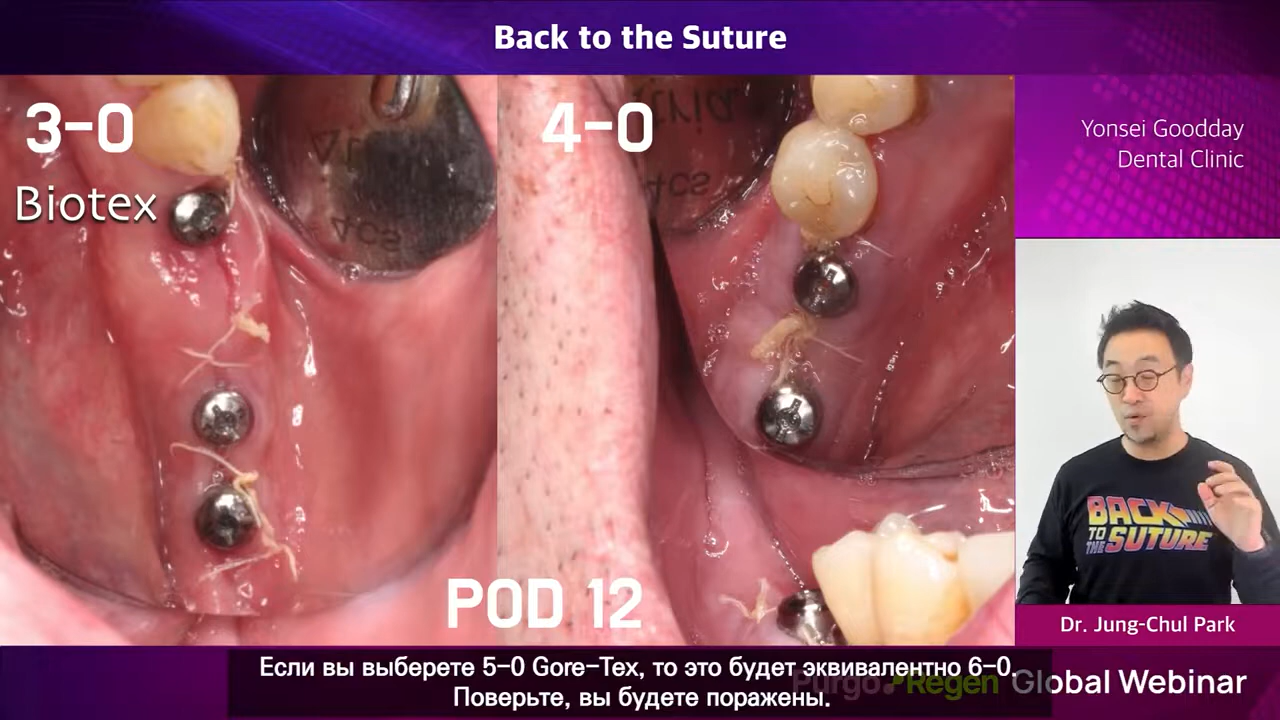 Back to the Suture
3-0
Biotex
4-0
POD 12
Yonsei Goodday
Dental Clinic
BACK
TO THE SUTURE
Dr. Jung-Chul Park
Если вы выберете 5-0 Gore-Tex, то это будет эквивалентно 6-0.
Поверьте, вы будете поражены.
Purgo Regen Global Webinar